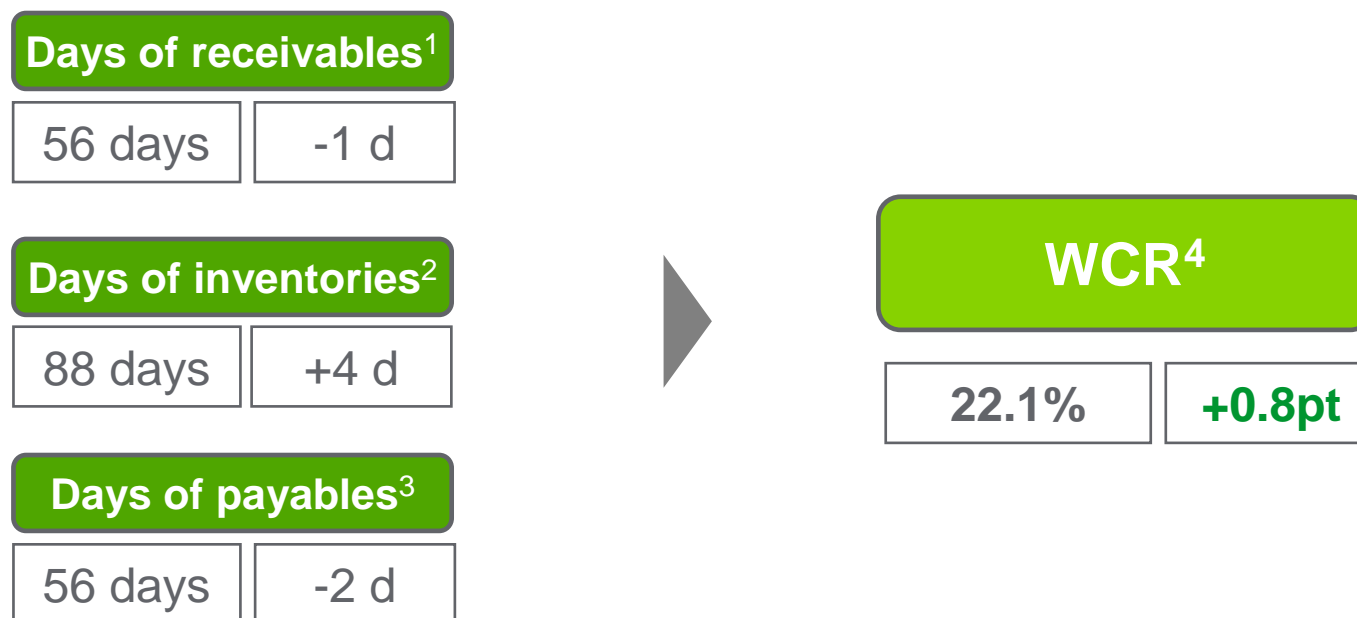 Days of receivables¹
56 days -1 d
Days of inventories²
88 days +4 d
Days of payables³
56 days -2 d
WCR⁴
22.1% +0.8pt